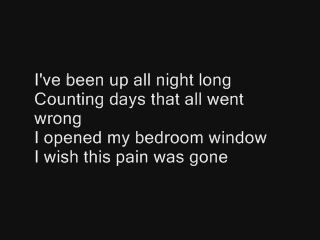 I've been up all night long
Counting days that all went
wrong
I opened my bedroom window
I wish this pain was gone